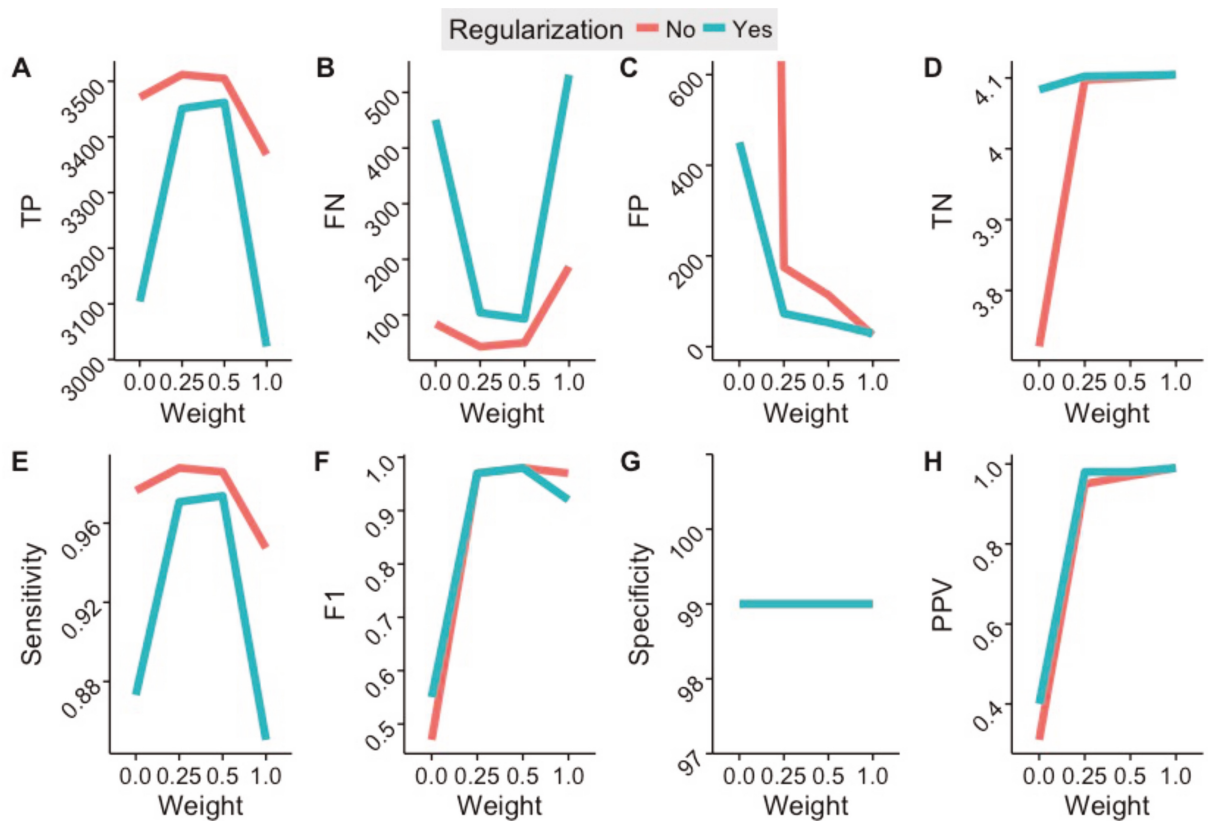 Regularization No Yes
A
TP
3500
3400
3300
3200
3100
3000
0.0 0.25 0.5 1.0
Weight
B
FN
500
400
300
200
100
0.0 0.25 0.5 1.0
Weight
C
FP
600
400
200
0
0.0 0.25 0.5 1.0
Weight
D
TN
4.1
4
3.9
3.8
0.0 0.25 0.5 1.0
Weight
E
Sensitivity
0.96
0.92
0.88
0.0 0.25 0.5 1.0
Weight
F
F1
1.0
0.9
0.8
0.7
0.6
0.5
0.0 0.25 0.5 1.0
Weight
G
Specificity
100
99
98
97
0.0 0.25 0.5 1.0
Weight
H
PPV
1.0
0.8
0.6
0.4
0.0 0.25 0.5 1.0
Weight